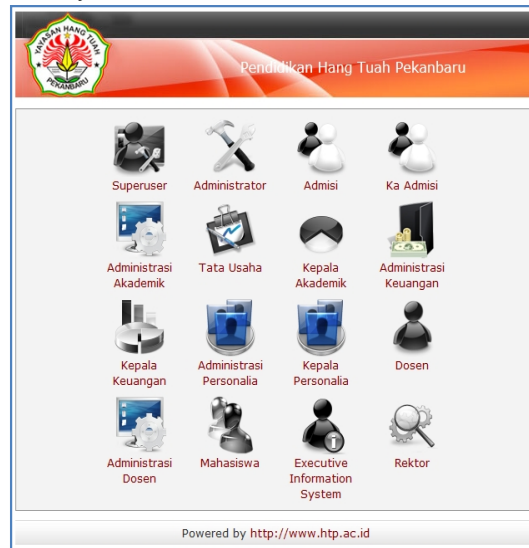 YAYASAN HANG TUAH
PEKANBARU
Pendidikan Hang Tuah Pekanbaru
Superuser
Administrator
Admisi
Ka Admisi
Administrasi
Akademik
Tata Usaha
Kepala
Akademik
Administrasi
Keuangan
Kepala
Keuangan
Administrasi
Personalia
Kepala
Personalia
Dosen
Administrasi
Dosen
Mahasiswa
Executive
Information
System
Rektor
Powered by http://www.htp.ac.id